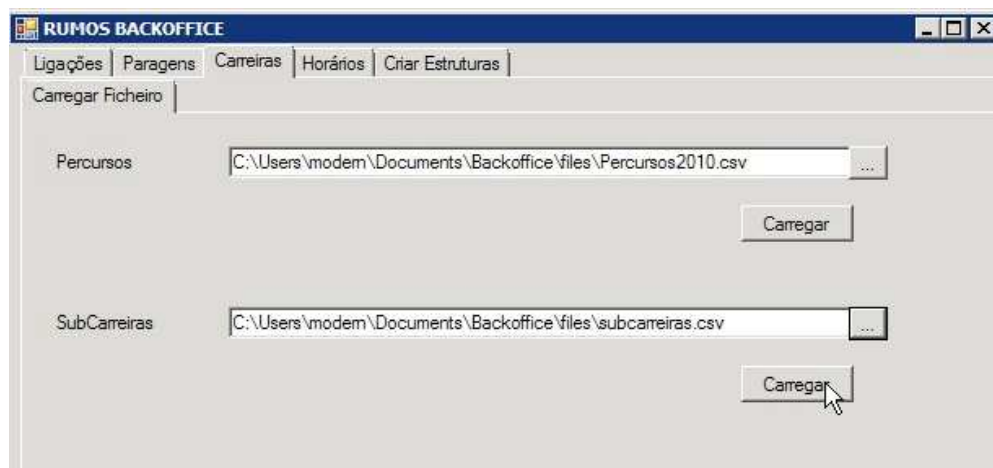 RUMOS BACKOFFICE
Ligações Paragens Carreiras Horários Criar Estruturas
Carregar Ficheiro
Percursos C:\Users\modern\Documents\Backoffice\files\Percursos2010.csv ...
Carregar
SubCarreiras C:\Users\modern\Documents\Backoffice\files\subcarreiras.csv ...
Carregar